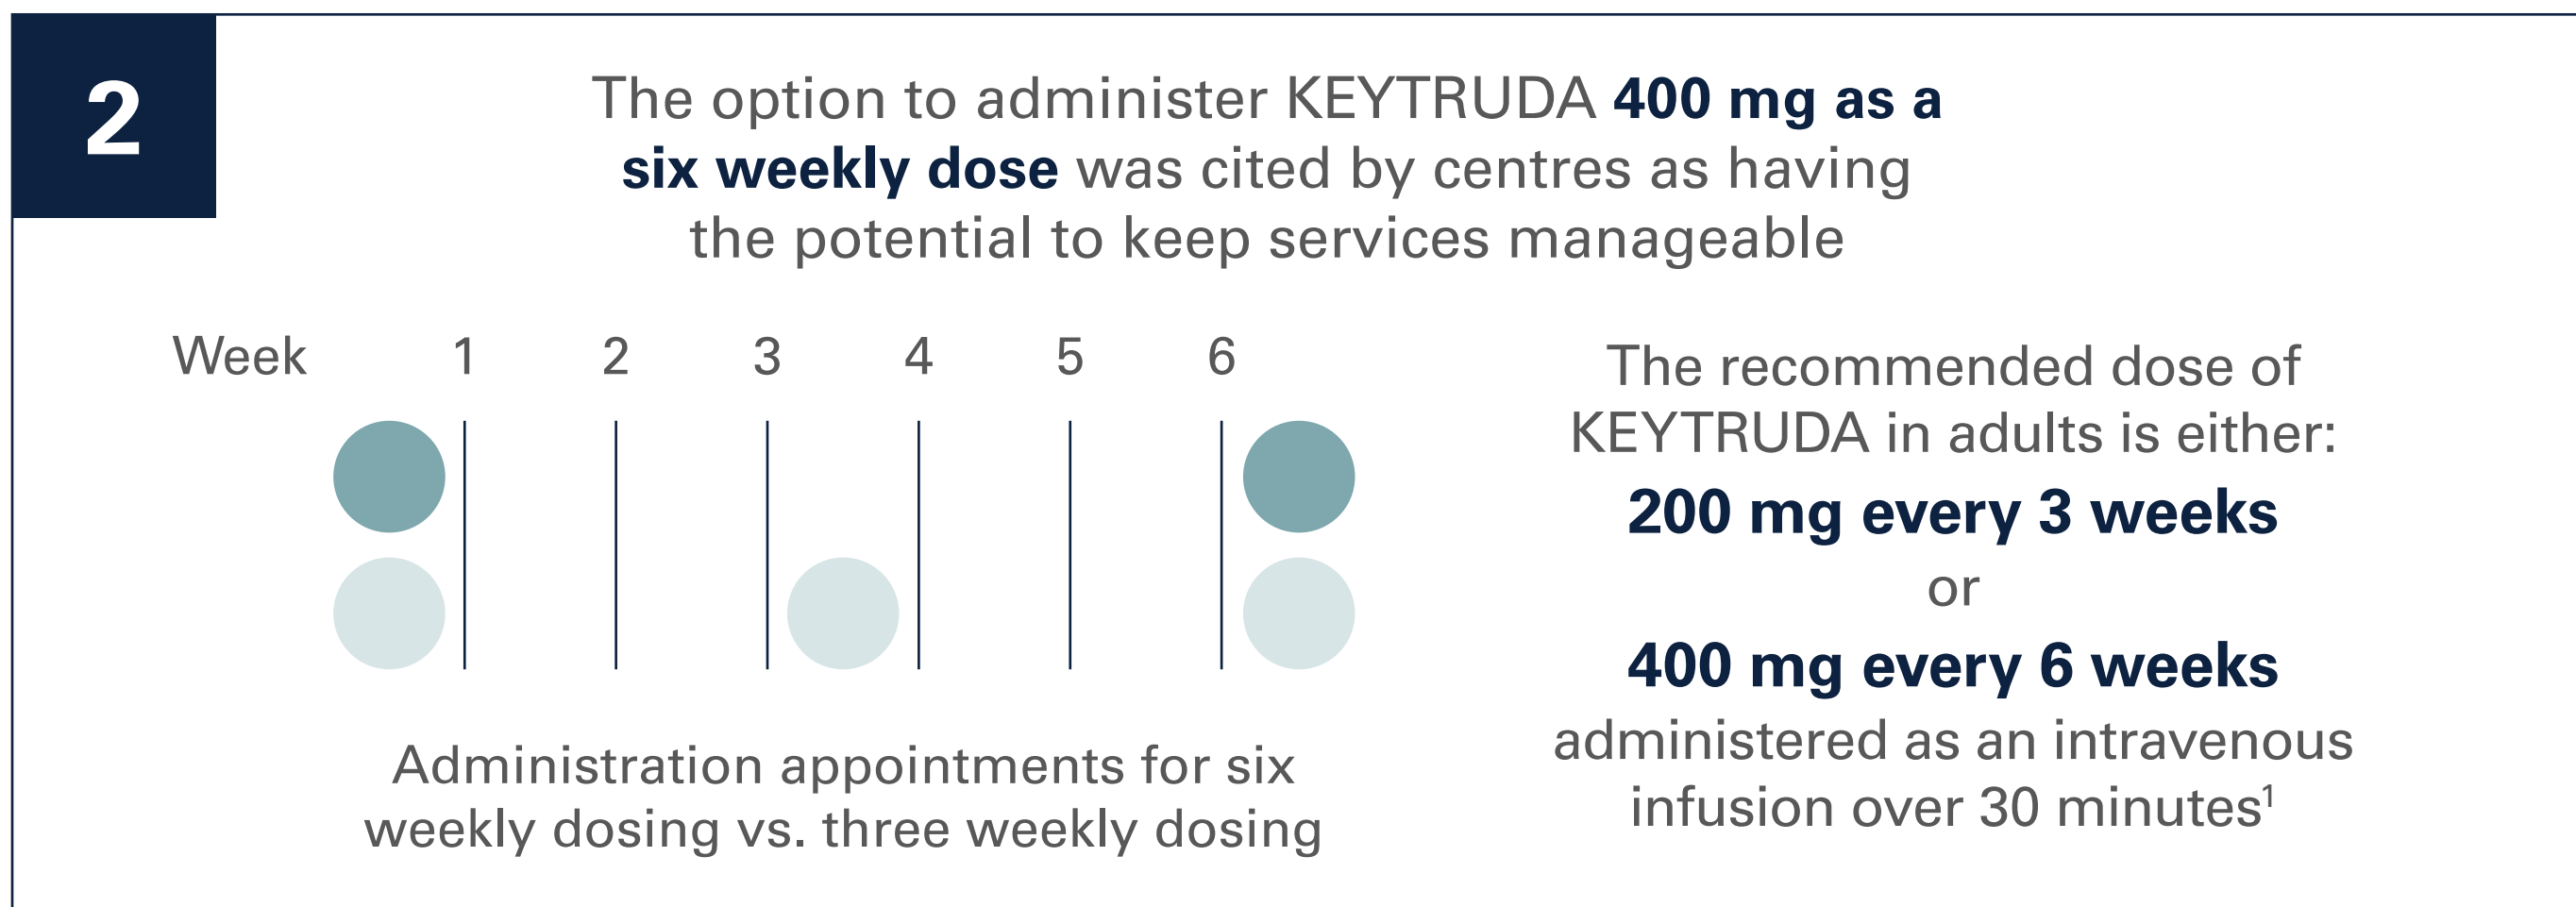 2
The option to administer KEYTRUDA 400 mg as a
six weekly dose was cited by centres as having
the potential to keep services manageable
Week 1 2 3 4 5 6
Administration appointments for six
weekly dosing vs. three weekly dosing
The recommended dose of
KEYTRUDA in adults is either:
200 mg every 3 weeks
or
400 mg every 6 weeks
administered as an intravenous
infusion over 30 minutes¹